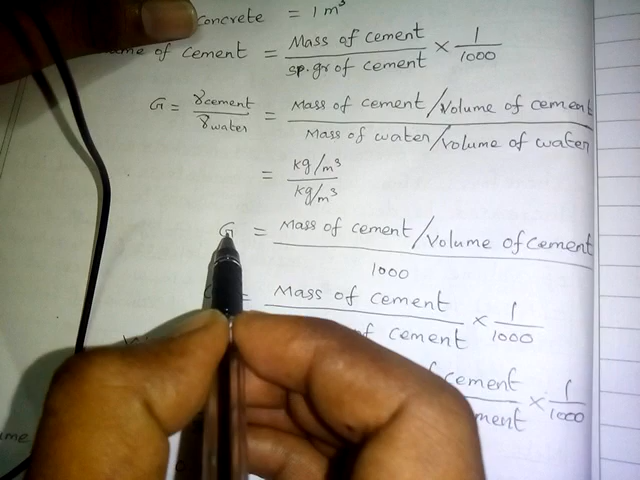 concrete = 1 m³
of cement = Mass of cement / sp.gr of cement × 1/1000
G = γcement / γwater = Mass of cement/Volume of cement / Mass of water/Volume of water
= kg/m³ / kg/m³
G = Mass of cement/Volume of cement / 1000
= Mass of cement / of cement × 1/1000
cement / × 1/1000